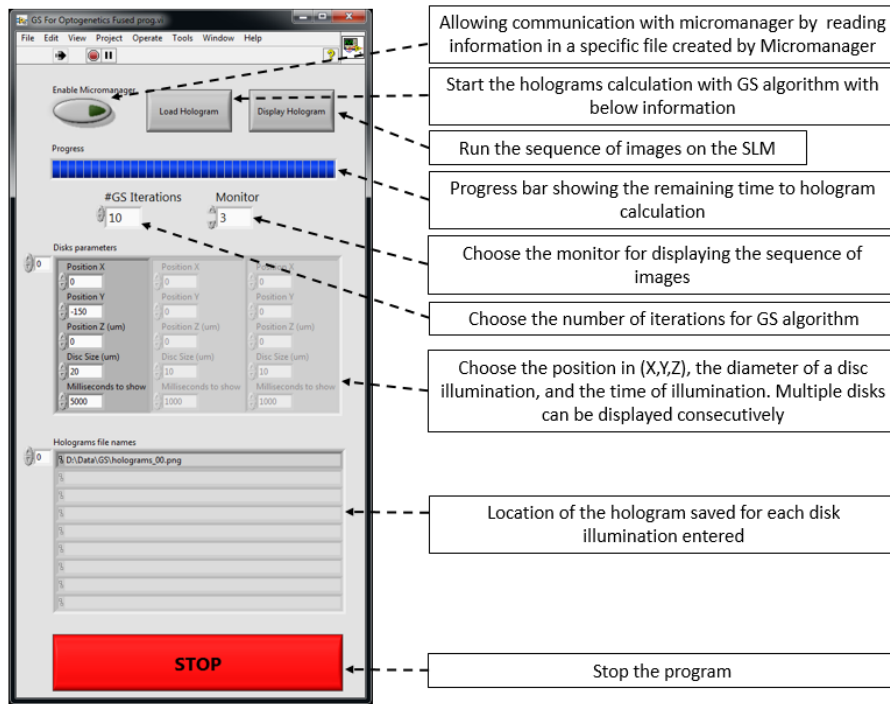 GS For Optogenetics Fused prog.vi
File Edit View Project Operate Tools Window Help
Enable Micromanager
Load Hologram
Display Hologram
Progress
#GS Iterations
Monitor
10
3
Disks parameters
0
Position X
Position X
Position X
0
0
0
Position Y
Position Y
Position Y
-150
0
0
Position Z (um)
Position Z (um)
Position Z (um)
0
0
0
Disc Size (um)
Disc Size (um)
Disc Size (um)
20
10
10
Milliseconds to show
Milliseconds to show
Milliseconds to show
5000
1000
1000
Holograms file names
0
D:\Data\GS\holograms_00.png
STOP
Allowing communication with micromanager by reading
information in a specific file created by Micromanager
Start the holograms calculation with GS algorithm with
below information
Run the sequence of images on the SLM
Progress bar showing the remaining time to hologram
calculation
Choose the monitor for displaying the sequence of
images
Choose the number of iterations for GS algorithm
Choose the position in (X,Y,Z), the diameter of a disc
illumination, and the time of illumination. Multiple disks
can be displayed consecutively
Location of the hologram saved for each disk
illumination entered
Stop the program